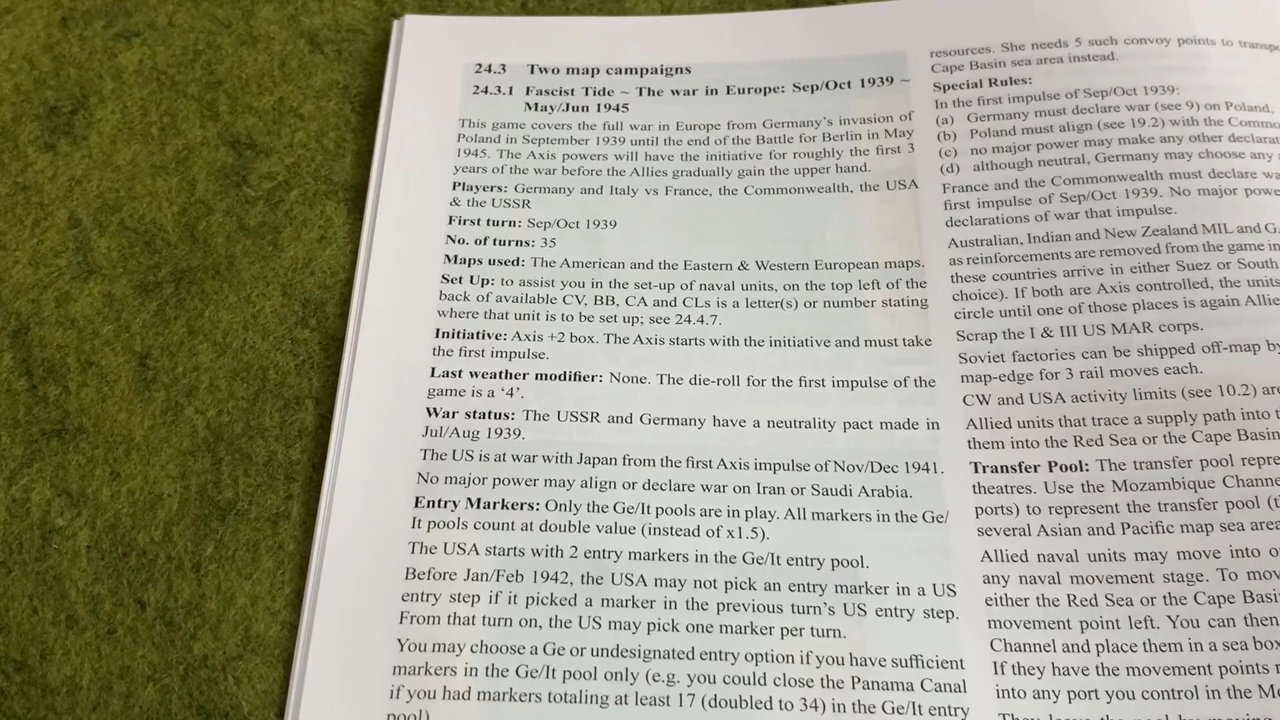 24.3 Two map campaigns
24.3.1 Fascist Tide ~ The war in Europe: Sep/Oct 1939 ~
May/Jun 1945
This game covers the full war in Europe from Germany's invasion of
Poland in September 1939 until the end of the Battle for Berlin in May
1945. The Axis powers will have the initiative for roughly the first 3
years of the war before the Allies gradually gain the upper hand.
Players: Germany and Italy vs France, the Commonwealth, the USA
& the USSR
First turn: Sep/Oct 1939
No. of turns: 35
Maps used: The American and the Eastern & Western European maps.
Set Up: to assist you in the set-up of naval units, on the top left of the
back of available CV, BB, CA and CLs is a letter(s) or number stating
where that unit is to be set up; see 24.4.7.
Initiative: Axis +2 box. The Axis starts with the initiative and must take
the first impulse.
Last weather modifier: None. The die-roll for the first impulse of the
game is a '4'.
War status: The USSR and Germany have a neutrality pact made in
Jul/Aug 1939.
The US is at war with Japan from the first Axis impulse of Nov/Dec 1941.
No major power may align or declare war on Iran or Saudi Arabia.
Entry Markers: Only the Ge/It pools are in play. All markers in the Ge/
It pools count at double value (instead of x1.5).
The USA starts with 2 entry markers in the Ge/It entry pool.
Before Jan/Feb 1942, the USA may not pick an entry marker in a US
entry step if it picked a marker in the previous turn's US entry step.
From that turn on, the US may pick one marker per turn.
You may choose a Ge or undesignated entry option if you have sufficient
markers in the Ge/It pool only (e.g. you could close the Panama Canal
if you had markers totaling at least 17 (doubled to 34) in the Ge/It entry
pool)
resources. She needs 5 such convoy points to
Cape Basin sea area instead.
Special Rules:
In the first impulse of Sep/Oct 1939:
(a) Germany must declare war (see 9) on Poland,
(b) Poland must align (see 19.2) with the
(c) no major power may make any other
(d) although neutral, Germany may choose any
France and the Commonwealth must declare
first impulse of Sep/Oct 1939. No major
declarations of war that impulse.
Australian, Indian and New Zealand MIL and
as reinforcements are removed from the game
these countries arrive in either Suez or South
choice). If both are Axis controlled, the units
circle until one of those places is again
Scrap the I & III US MAR corps.
Soviet factories can be shipped off-map
map-edge for 3 rail moves each.
CW and USA activity limits (see 10.2)
Allied units that trace a supply path into
them into the Red Sea or the Cape Basin
Transfer Pool: The transfer pool
theatres. Use the Mozambique
ports) to represent the transfer pool
several Asian and Pacific map sea
Allied naval units may move into
any naval movement stage. To
either the Red Sea or the Cape
movement point left. You can then
Channel and place them in a sea
If they have the movement points
into any port you control in the